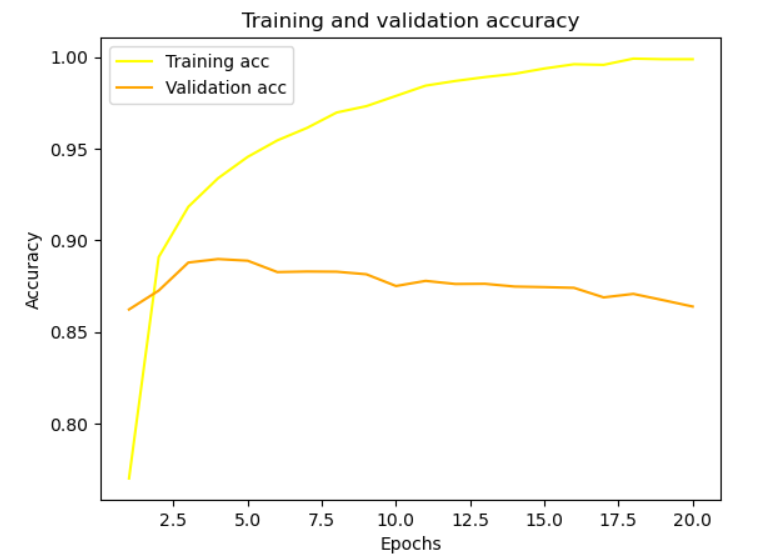 Training and validation accuracy
Training acc
Validation acc
1.00
0.95
0.90
0.85
0.80
Accuracy
2.5 5.0 7.5 10.0 12.5 15.0 17.5 20.0
Epochs